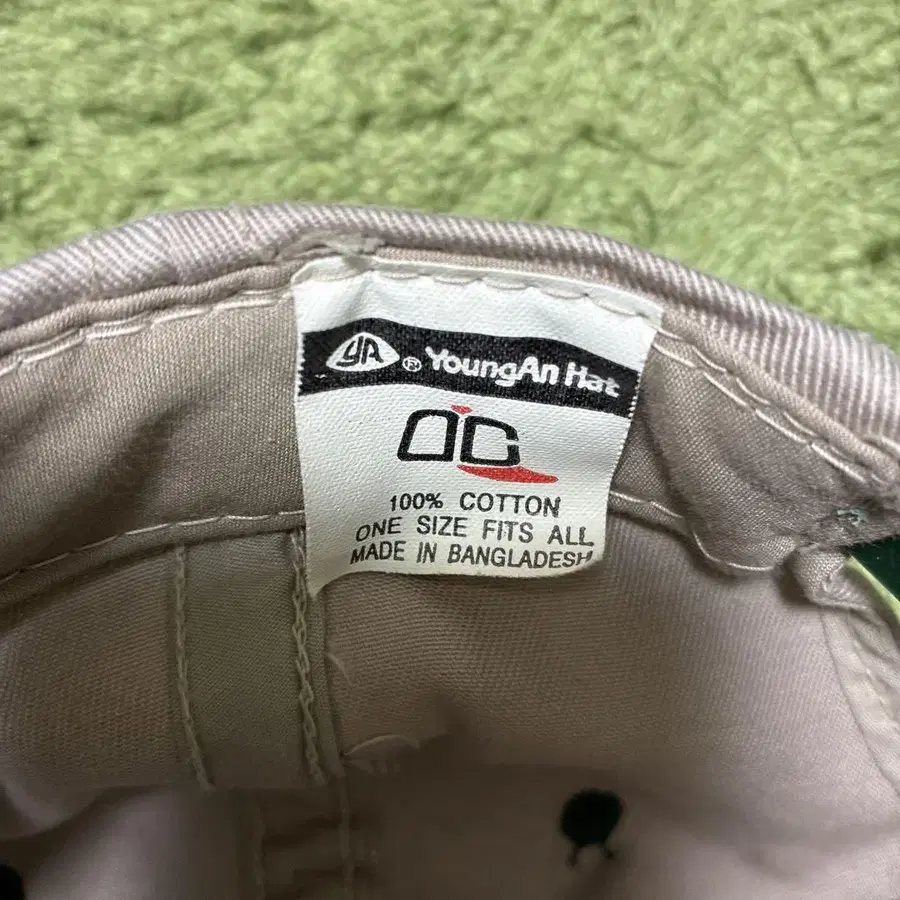 YA ® YoungAn Hat
OC
100% COTTON
ONE SIZE FITS ALL
MADE IN BANGLADESH